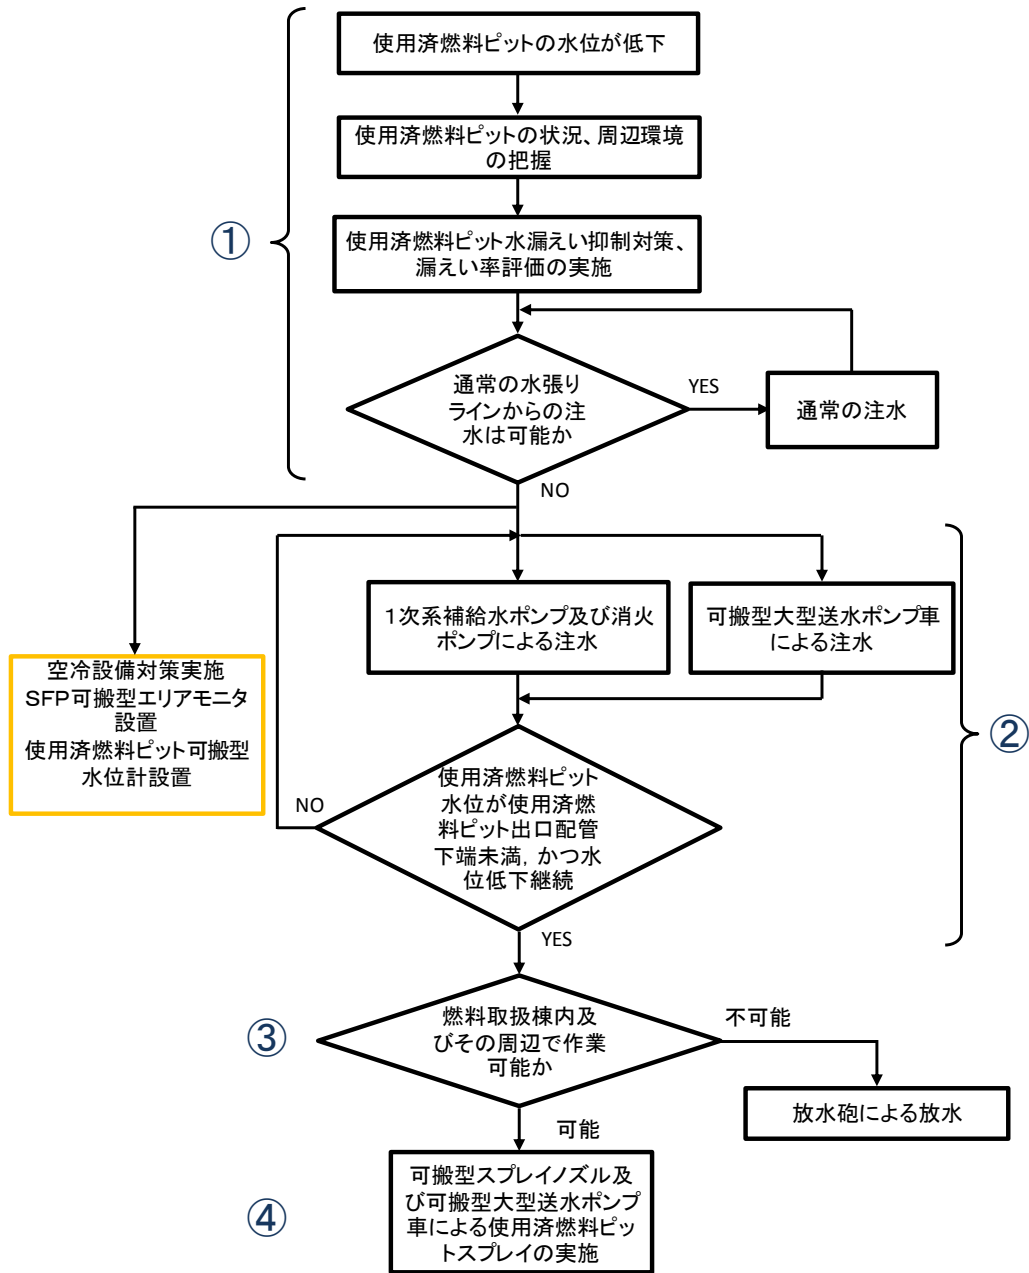 使用済燃料ピットの水位が低下
使用済燃料ピットの状況、周辺環境
の把握
①
使用済燃料ピット水漏えい抑制対策、
漏えい率評価の実施
通常の水張り
ラインからの注
水は可能か
YES
通常の注水
NO
1次系補給水ポンプ及び消火
ポンプによる注水
可搬型大型送水ポンプ車
による注水
空冷設備対策実施
SFP可搬型エリアモニタ
設置
使用済燃料ピット可搬型
水位計設置
②
使用済燃料ピット
水位が使用済燃
料ピット出口配管
下端未満,かつ水
位低下継続
NO
YES
③
燃料取扱棟内及
びその周辺で作業
可能か
不可能
放水砲による放水
可能
④
可搬型スプレイノズル及
び可搬型大型送水ポンプ
車による使用済燃料ピッ
トスプレイの実施